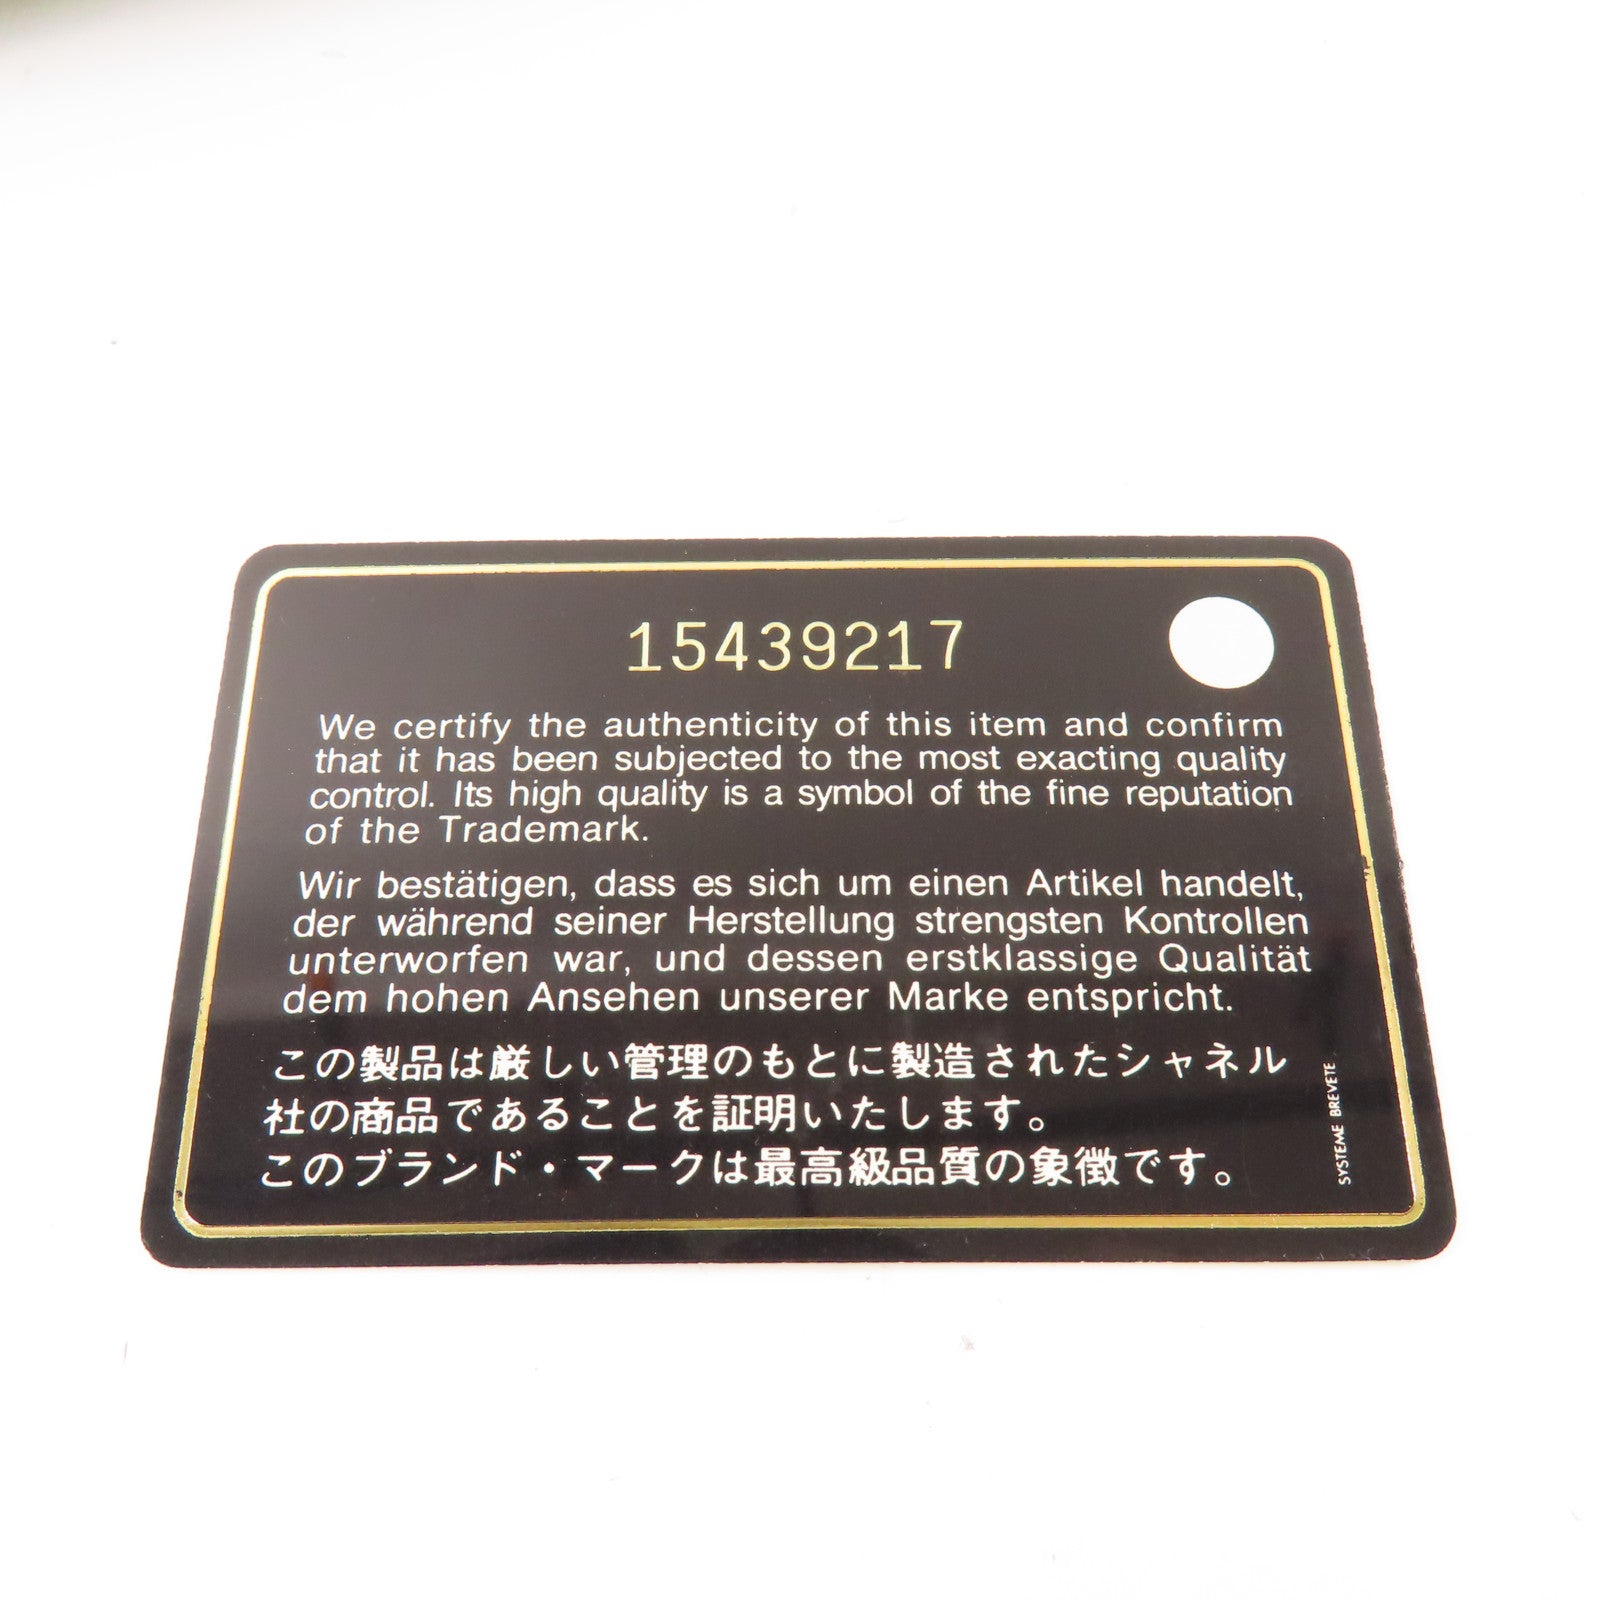 15439217
We certify the authenticity of this item and confirm
that it has been subjected to the most exacting quality
control. Its high quality is a symbol of the fine reputation
of the Trademark.
Wir bestätigen, dass es sich um einen Artikel handelt,
der während seiner Herstellung strengsten Kontrollen
unterworfen war, und dessen erstklassige Qualität
dem hohen Ansehen unserer Marke entspricht.
この製品は厳しい管理のもとに製造されたシャネル
社の商品であることを証明いたします。
このブランド・マークは最高級品質の象徴です。
SYSTEME BREVETE